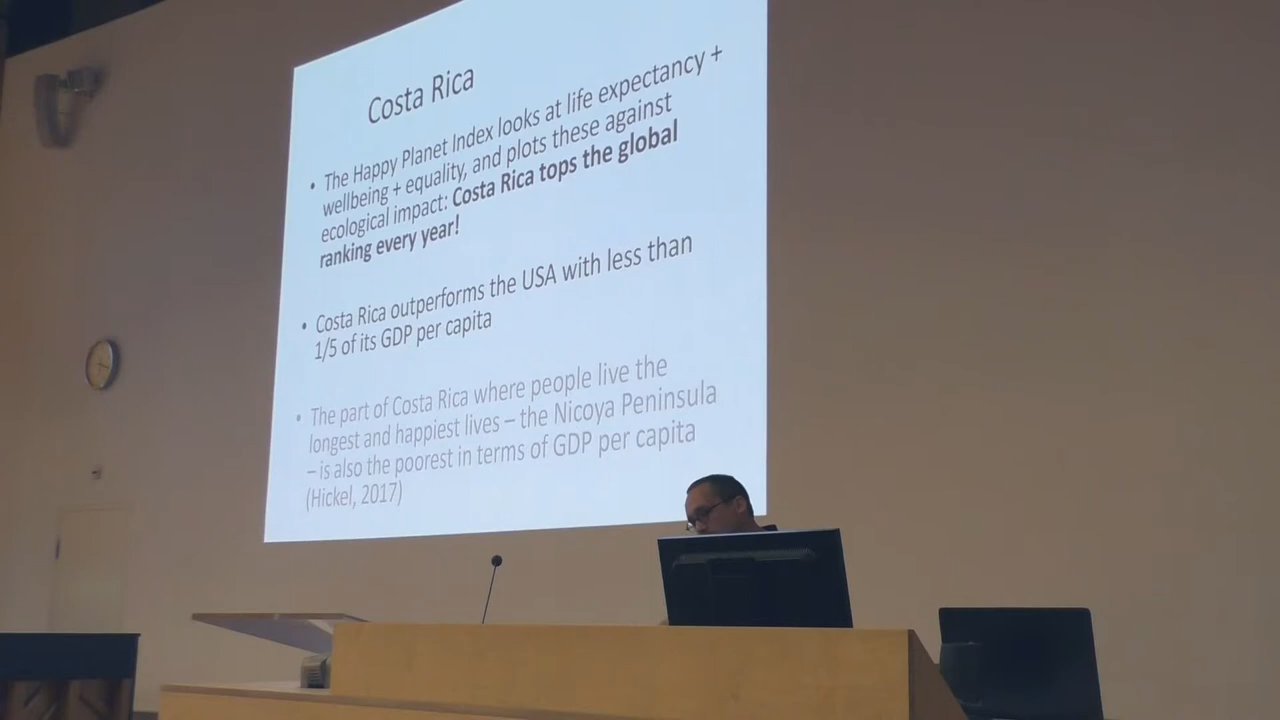 Costa Rica
• The Happy Planet Index looks at life expectancy +
wellbeing + equality, and plots these against
ecological impact: Costa Rica tops the global
ranking every year!
• Costa Rica outperforms the USA with less than
1/5 of its GDP per capita
• The part of Costa Rica where people live the
longest and happiest lives – the Nicoya Peninsula
– is also the poorest in terms of GDP per capita
(Hickel, 2017)